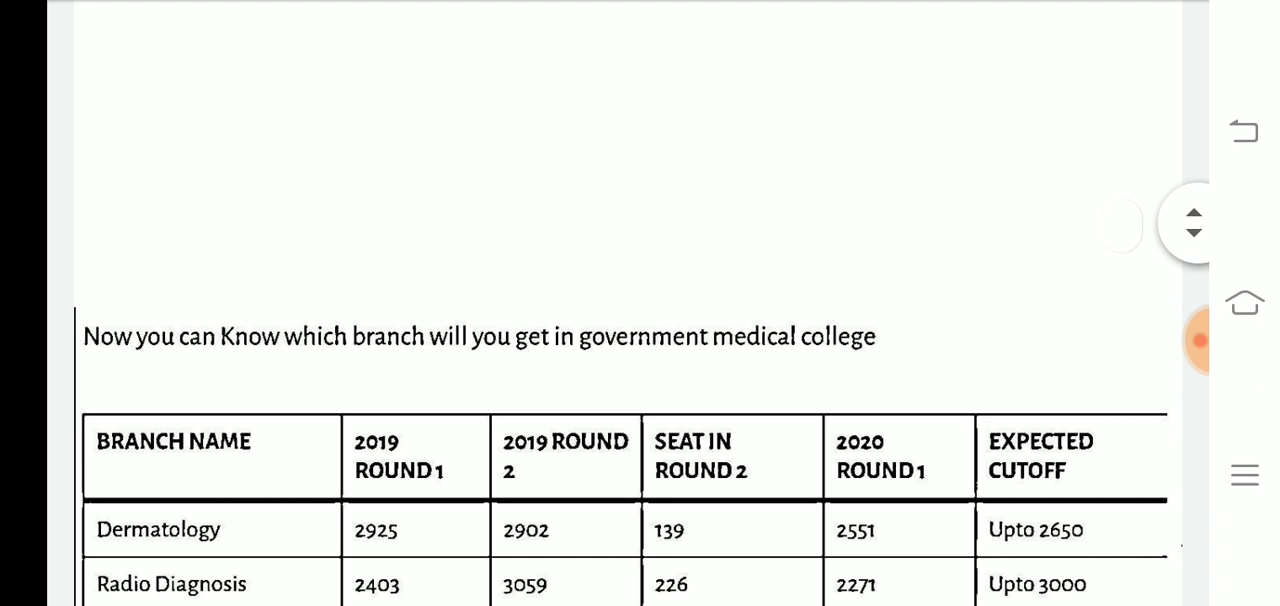 Now you can Know which branch will you get in government medical college
BRANCH NAME 2019 ROUND 1 2019 ROUND 2 SEAT IN ROUND 2 2020 ROUND 1 EXPECTED CUTOFF
Dermatology 2925 2902 139 2551 Upto 2650
Radio Diagnosis 2403 3059 226 2271 Upto 3000